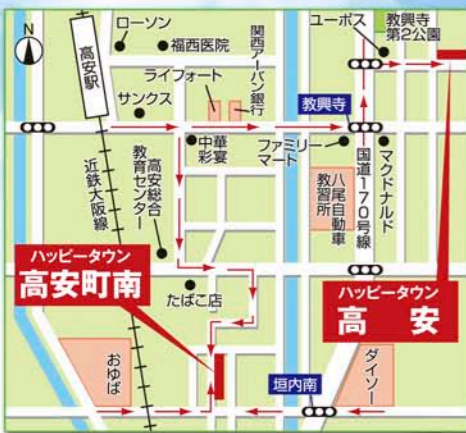 N
ローソン
福西医院
関西アーバン銀行
ユーポス
教興寺
第2公園
高安駅
ライフォート
サンクス
教興寺
中華
彩宴
ファミリー
マート
マクドナルド
国道170号線
八尾自動車
教習所
高安総合
教育センター
近鉄大阪線
ハッピータウン
高安町南
たばこ店
ハッピータウン
高 安
おゆば
垣内南
ダイソー